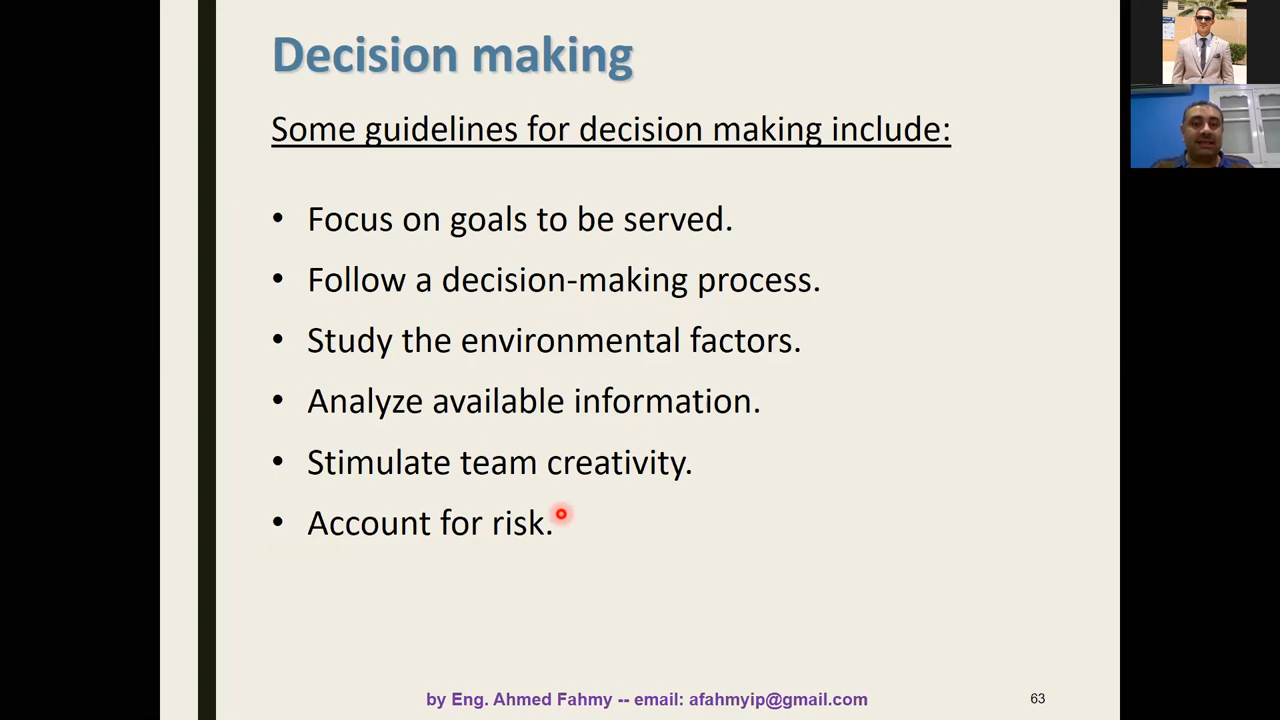 Decision making
Some guidelines for decision making include:
• Focus on goals to be served.
• Follow a decision-making process.
• Study the environmental factors.
• Analyze available information.
• Stimulate team creativity.
• Account for risk.
by Eng. Ahmed Fahmy -- email: afahmyip@gmail.com
63